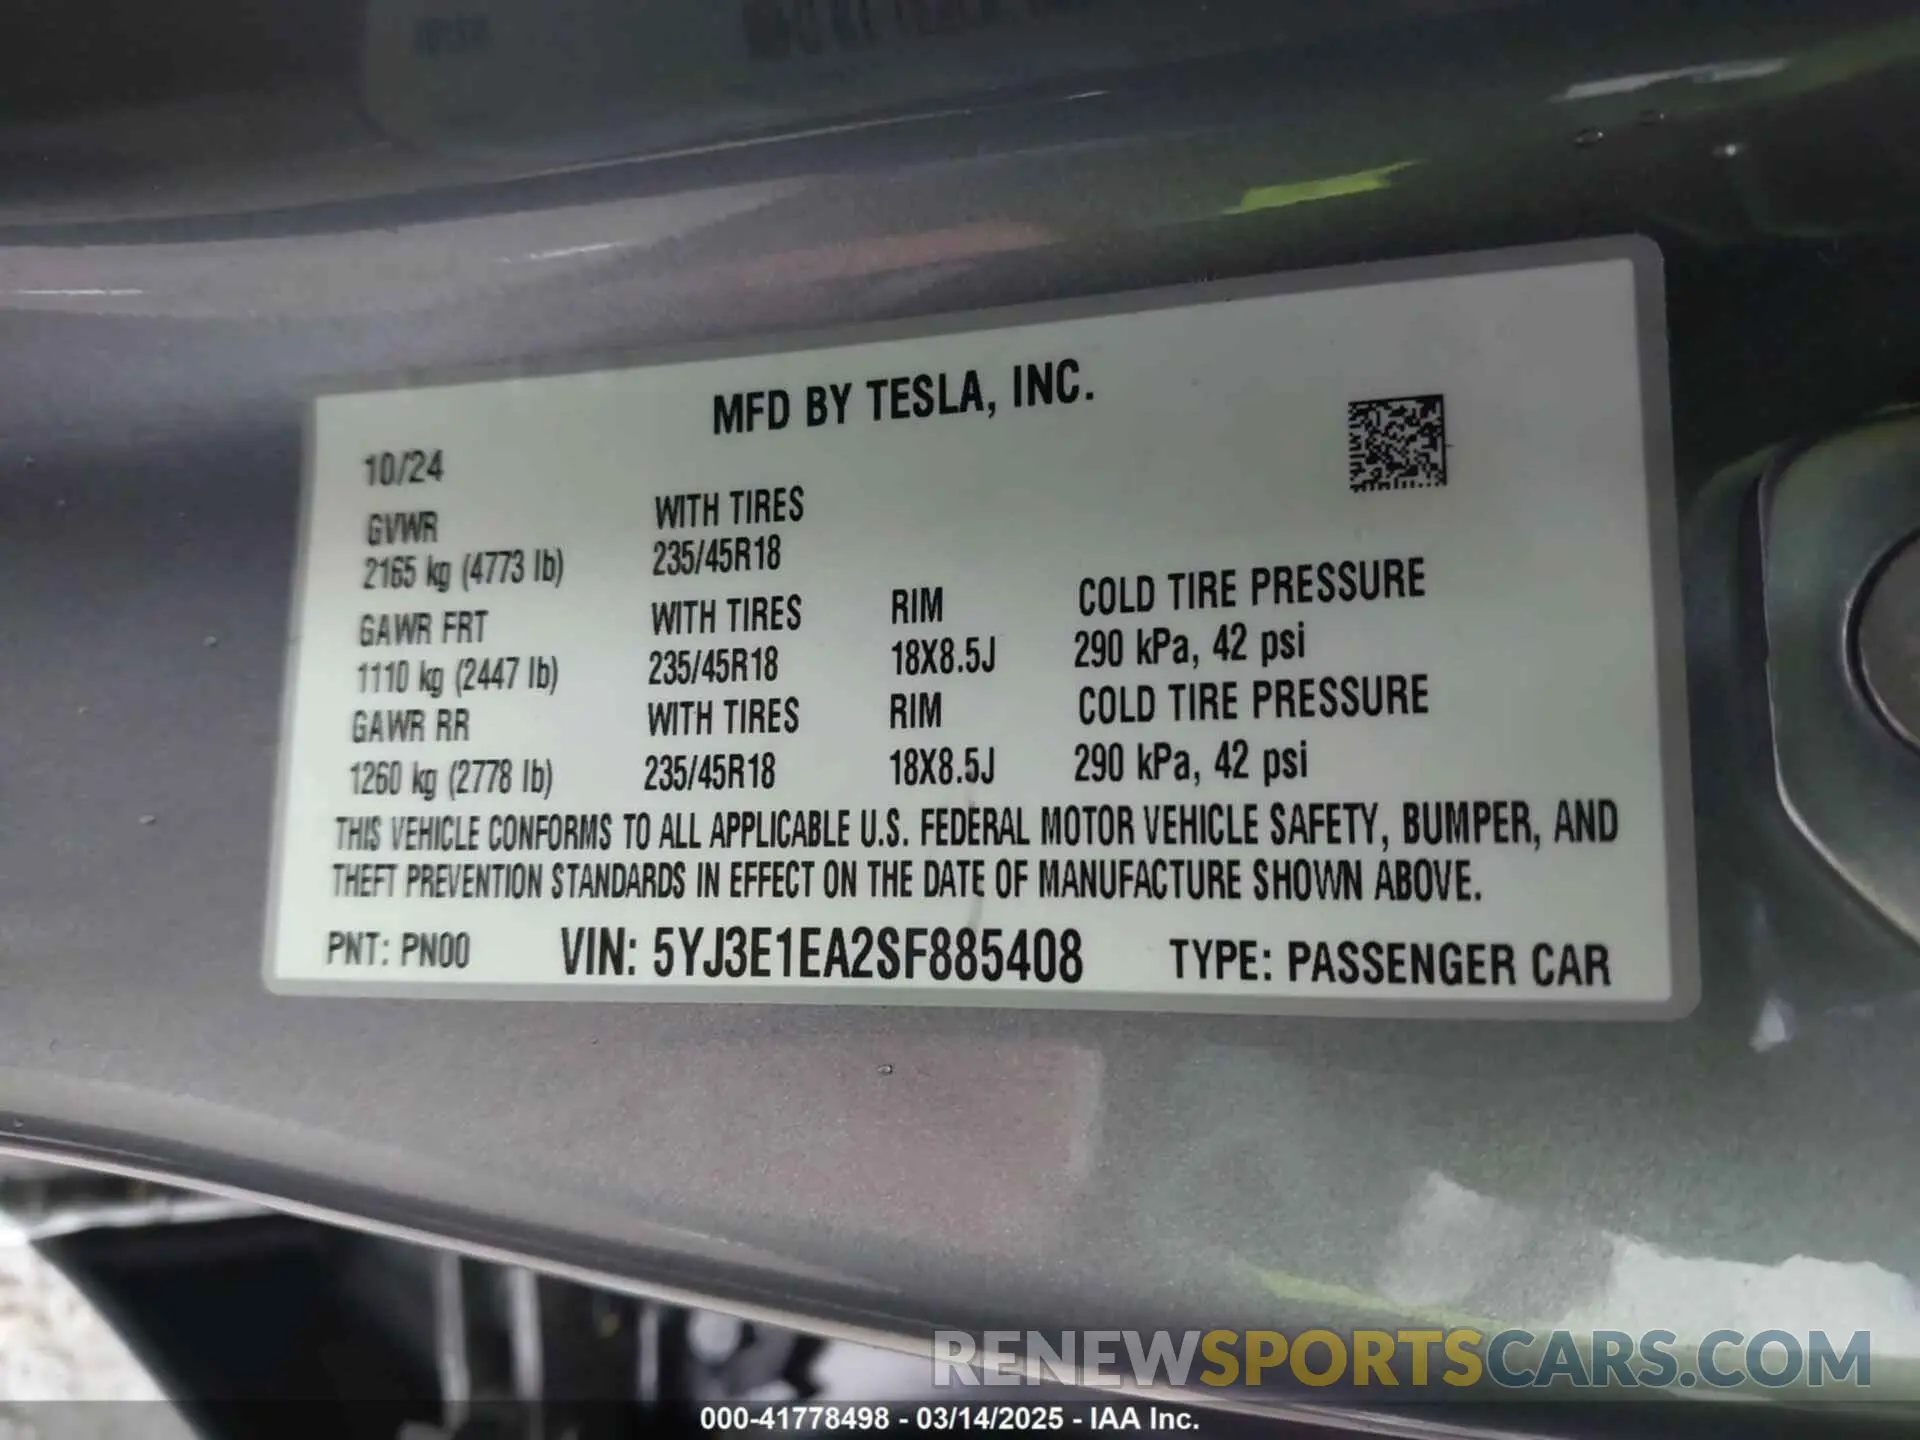 MFD BY TESLA, INC.
10/24
GVWR WITH TIRES
2165 kg (4773 lb) 235/45R18
GAWR FRT WITH TIRES RIM COLD TIRE PRESSURE
1110 kg (2447 lb) 235/45R18 18X8.5J 290 kPa, 42 psi
GAWR RR WITH TIRES RIM COLD TIRE PRESSURE
1260 kg (2778 lb) 235/45R18 18X8.5J 290 kPa, 42 psi
THIS VEHICLE CONFORMS TO ALL APPLICABLE U.S. FEDERAL MOTOR VEHICLE SAFETY, BUMPER, AND
THEFT PREVENTION STANDARDS IN EFFECT ON THE DATE OF MANUFACTURE SHOWN ABOVE.
PNT: PN00 VIN: 5YJ3E1EA2SF885408 TYPE: PASSENGER CAR
RENEWSPORTSCARS.COM
000-41778498 - 03/14/2025 - IAA Inc.